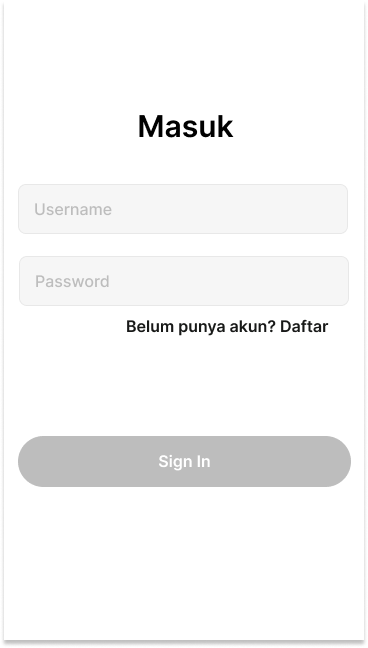 Masuk
Username
Password
Belum punya akun? Daftar
Sign In